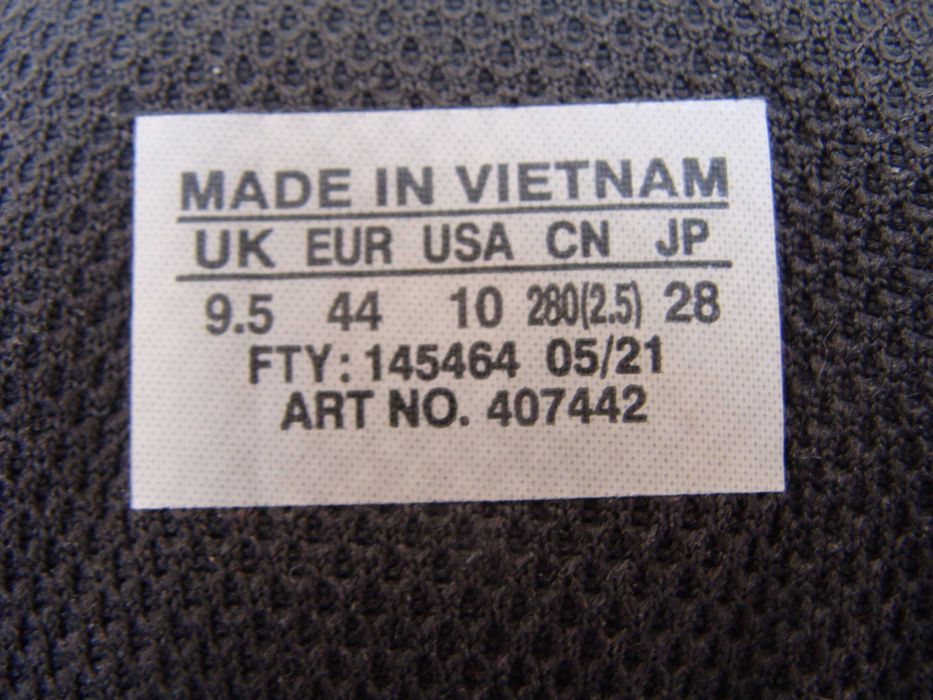 MADE IN VIETNAM
UK EUR USA CN JP
9.5 44 10 280(2.5) 28
FTY: 145464 05/21
ART NO. 407442